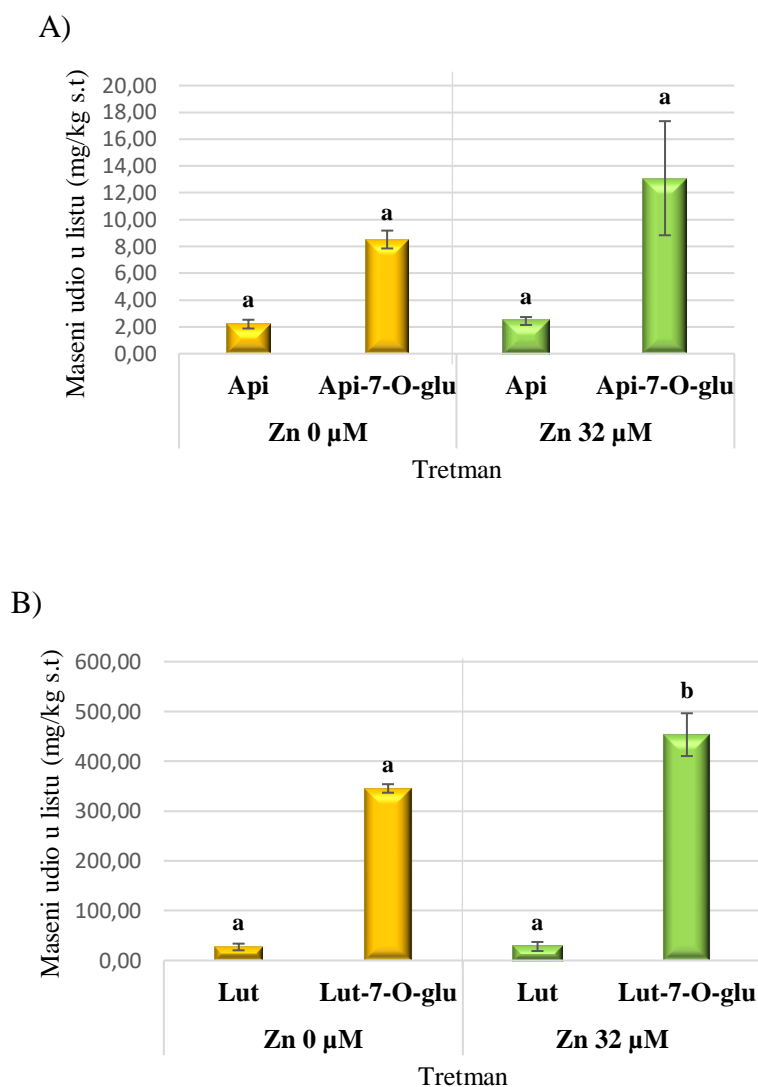 A)
Maseni udio u listu (mg/kg s.t)
20,00
18,00
16,00
14,00
12,00
10,00
8,00
6,00
4,00
2,00
0,00
a
a
a
a
Api
Api-7-O-glu
Api
Api-7-O-glu
Zn 0 µM
Zn 32 µM
Tretman
B)
Maseni udio u listu (mg/kg s.t)
600,00
500,00
400,00
300,00
200,00
100,00
0,00
a
a
a
b
Lut
Lut-7-O-glu
Lut
Lut-7-O-glu
Zn 0 µM
Zn 32 µM
Tretman